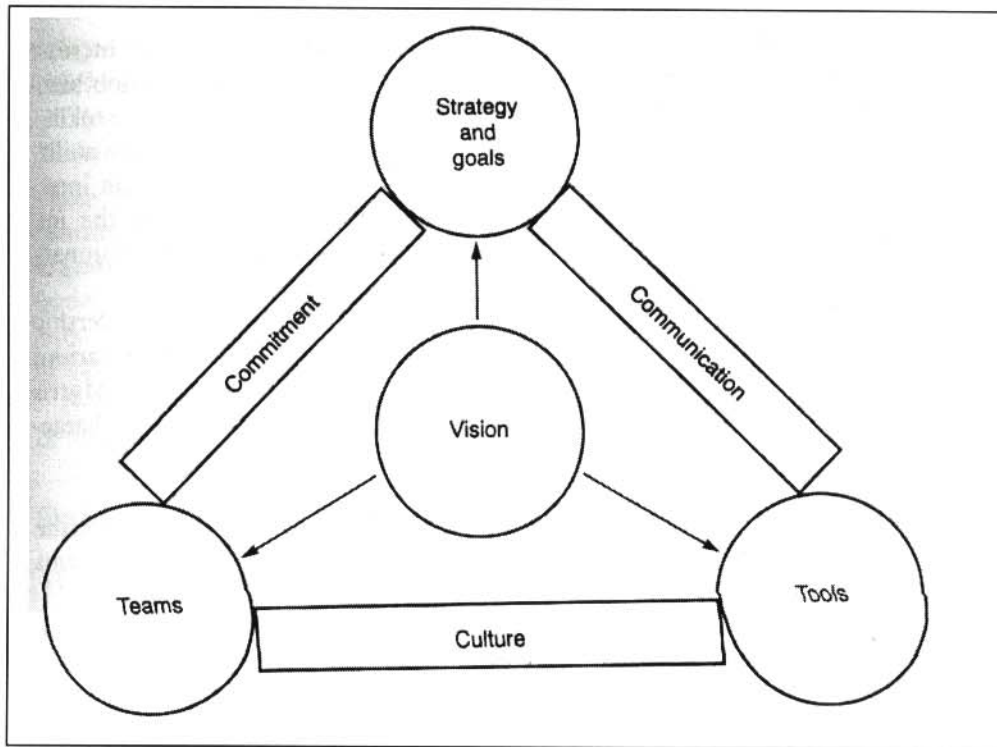 Strategy
and
goals
Commitment
Communication
Vision
Teams
Tools
Culture